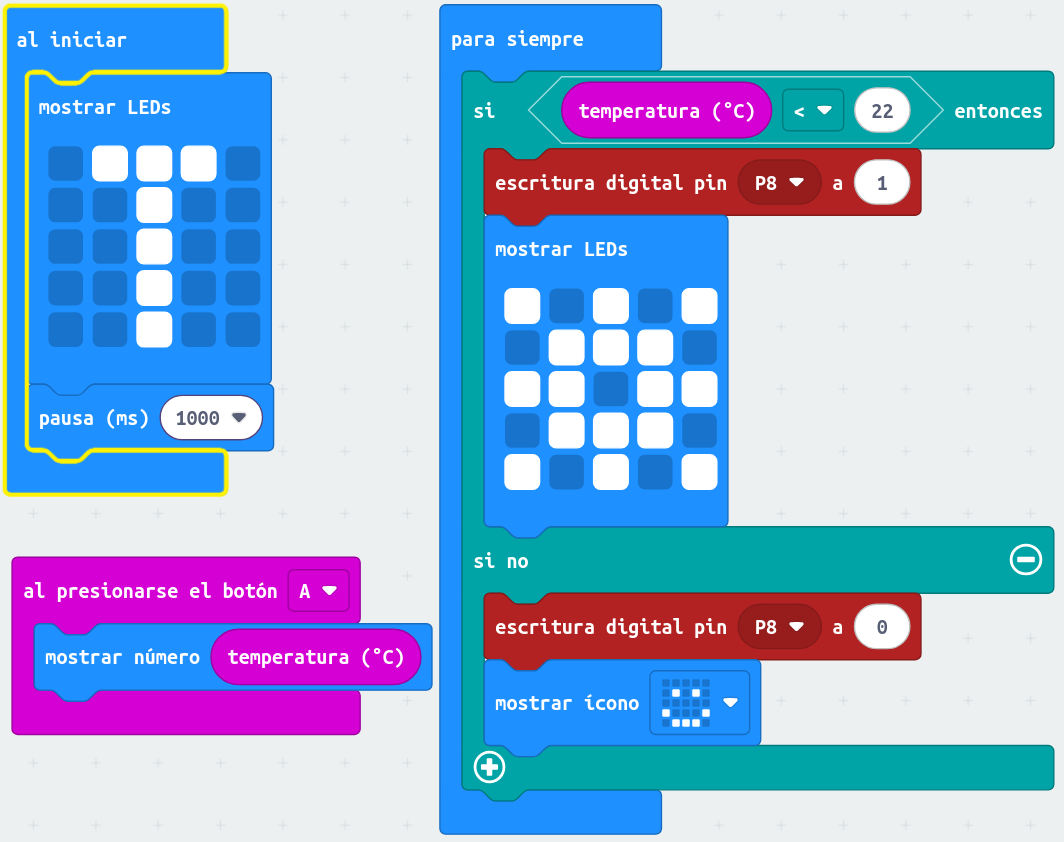 al iniciar
mostrar LEDs
pausa (ms) 1000
al presionarse el botón A
mostrar número temperatura (°C)
para siempre
si temperatura (°C) < 22 entonces
escritura digital pin P8 a 1
mostrar LEDs
si no
escritura digital pin P8 a 0
mostrar ícono